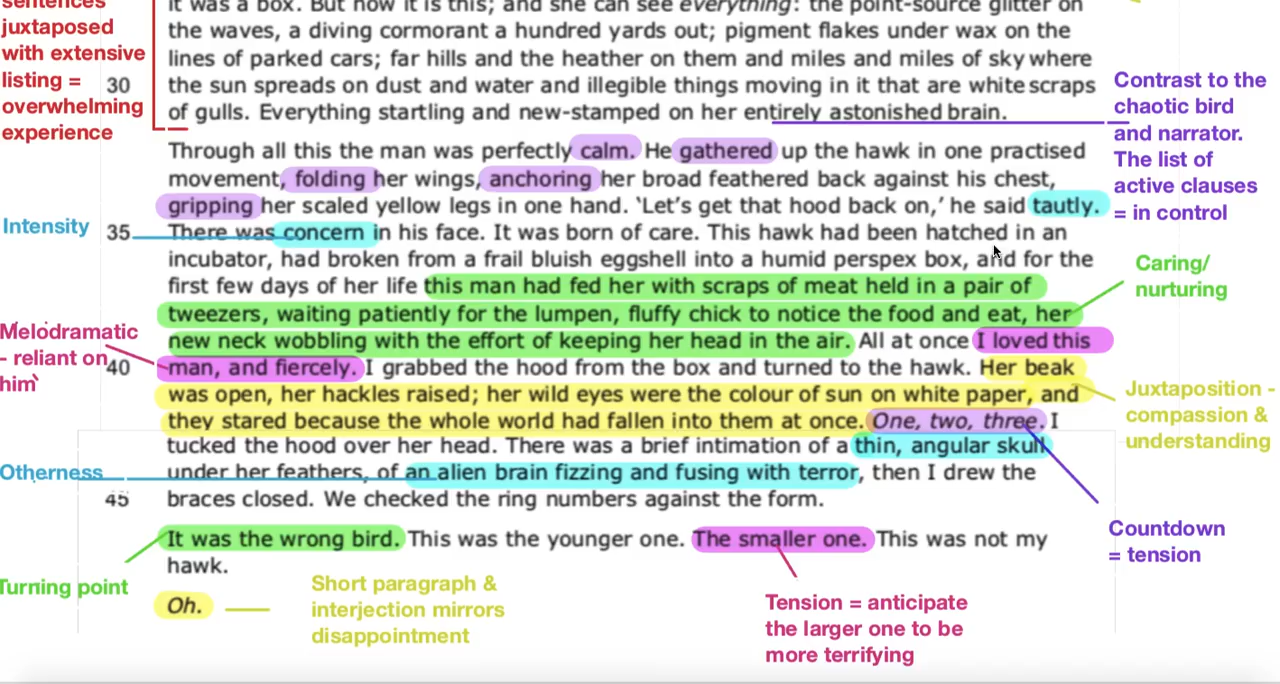 sentences
juxtaposed
with extensive
listing =
overwhelming
experience
it was a box. But now it is this; and she can see everything: the point-source glitter on
the waves, a diving cormorant a hundred yards out; pigment flakes under wax on the
lines of parked cars; far hills and the heather on them and miles and miles of sky where
30 the sun spreads on dust and water and illegible things moving in it that are white scraps
of gulls. Everything startling and new-stamped on her entirely astonished brain.
Contrast to the
chaotic bird
and narrator.
The list of
active clauses
= in control
Through all this the man was perfectly calm. He gathered up the hawk in one practised
movement, folding her wings, anchoring her broad feathered back against his chest,
gripping her scaled yellow legs in one hand. ‘Let’s get that hood back on,’ he said tautly.
Intensity
35 There was concern in his face. It was born of care. This hawk had been hatched in an
incubator, had broken from a frail bluish eggshell into a humid perspex box, and for the
first few days of her life this man had fed her with scraps of meat held in a pair of
tweezers, waiting patiently for the lumpen, fluffy chick to notice the food and eat, her
new neck wobbling with the effort of keeping her head in the air. All at once I loved this
40 man, and fiercely. I grabbed the hood from the box and turned to the hawk. Her beak
was open, her hackles raised; her wild eyes were the colour of sun on white paper, and
they stared because the whole world had fallen into them at once. One, two, three. I
tucked the hood over her head. There was a brief intimation of a thin, angular skull
under her feathers, of an alien brain fizzing and fusing with terror, then I drew the
45 braces closed. We checked the ring numbers against the form.
Caring/
nurturing
Melodramatic
- reliant on
him
Juxtaposition -
compassion &
understanding
Otherness
Countdown
= tension
It was the wrong bird. This was the younger one. The smaller one. This was not my
hawk.
Turning point
Oh.
Short paragraph &
interjection mirrors
disappointment
Tension = anticipate
the larger one to be
more terrifying